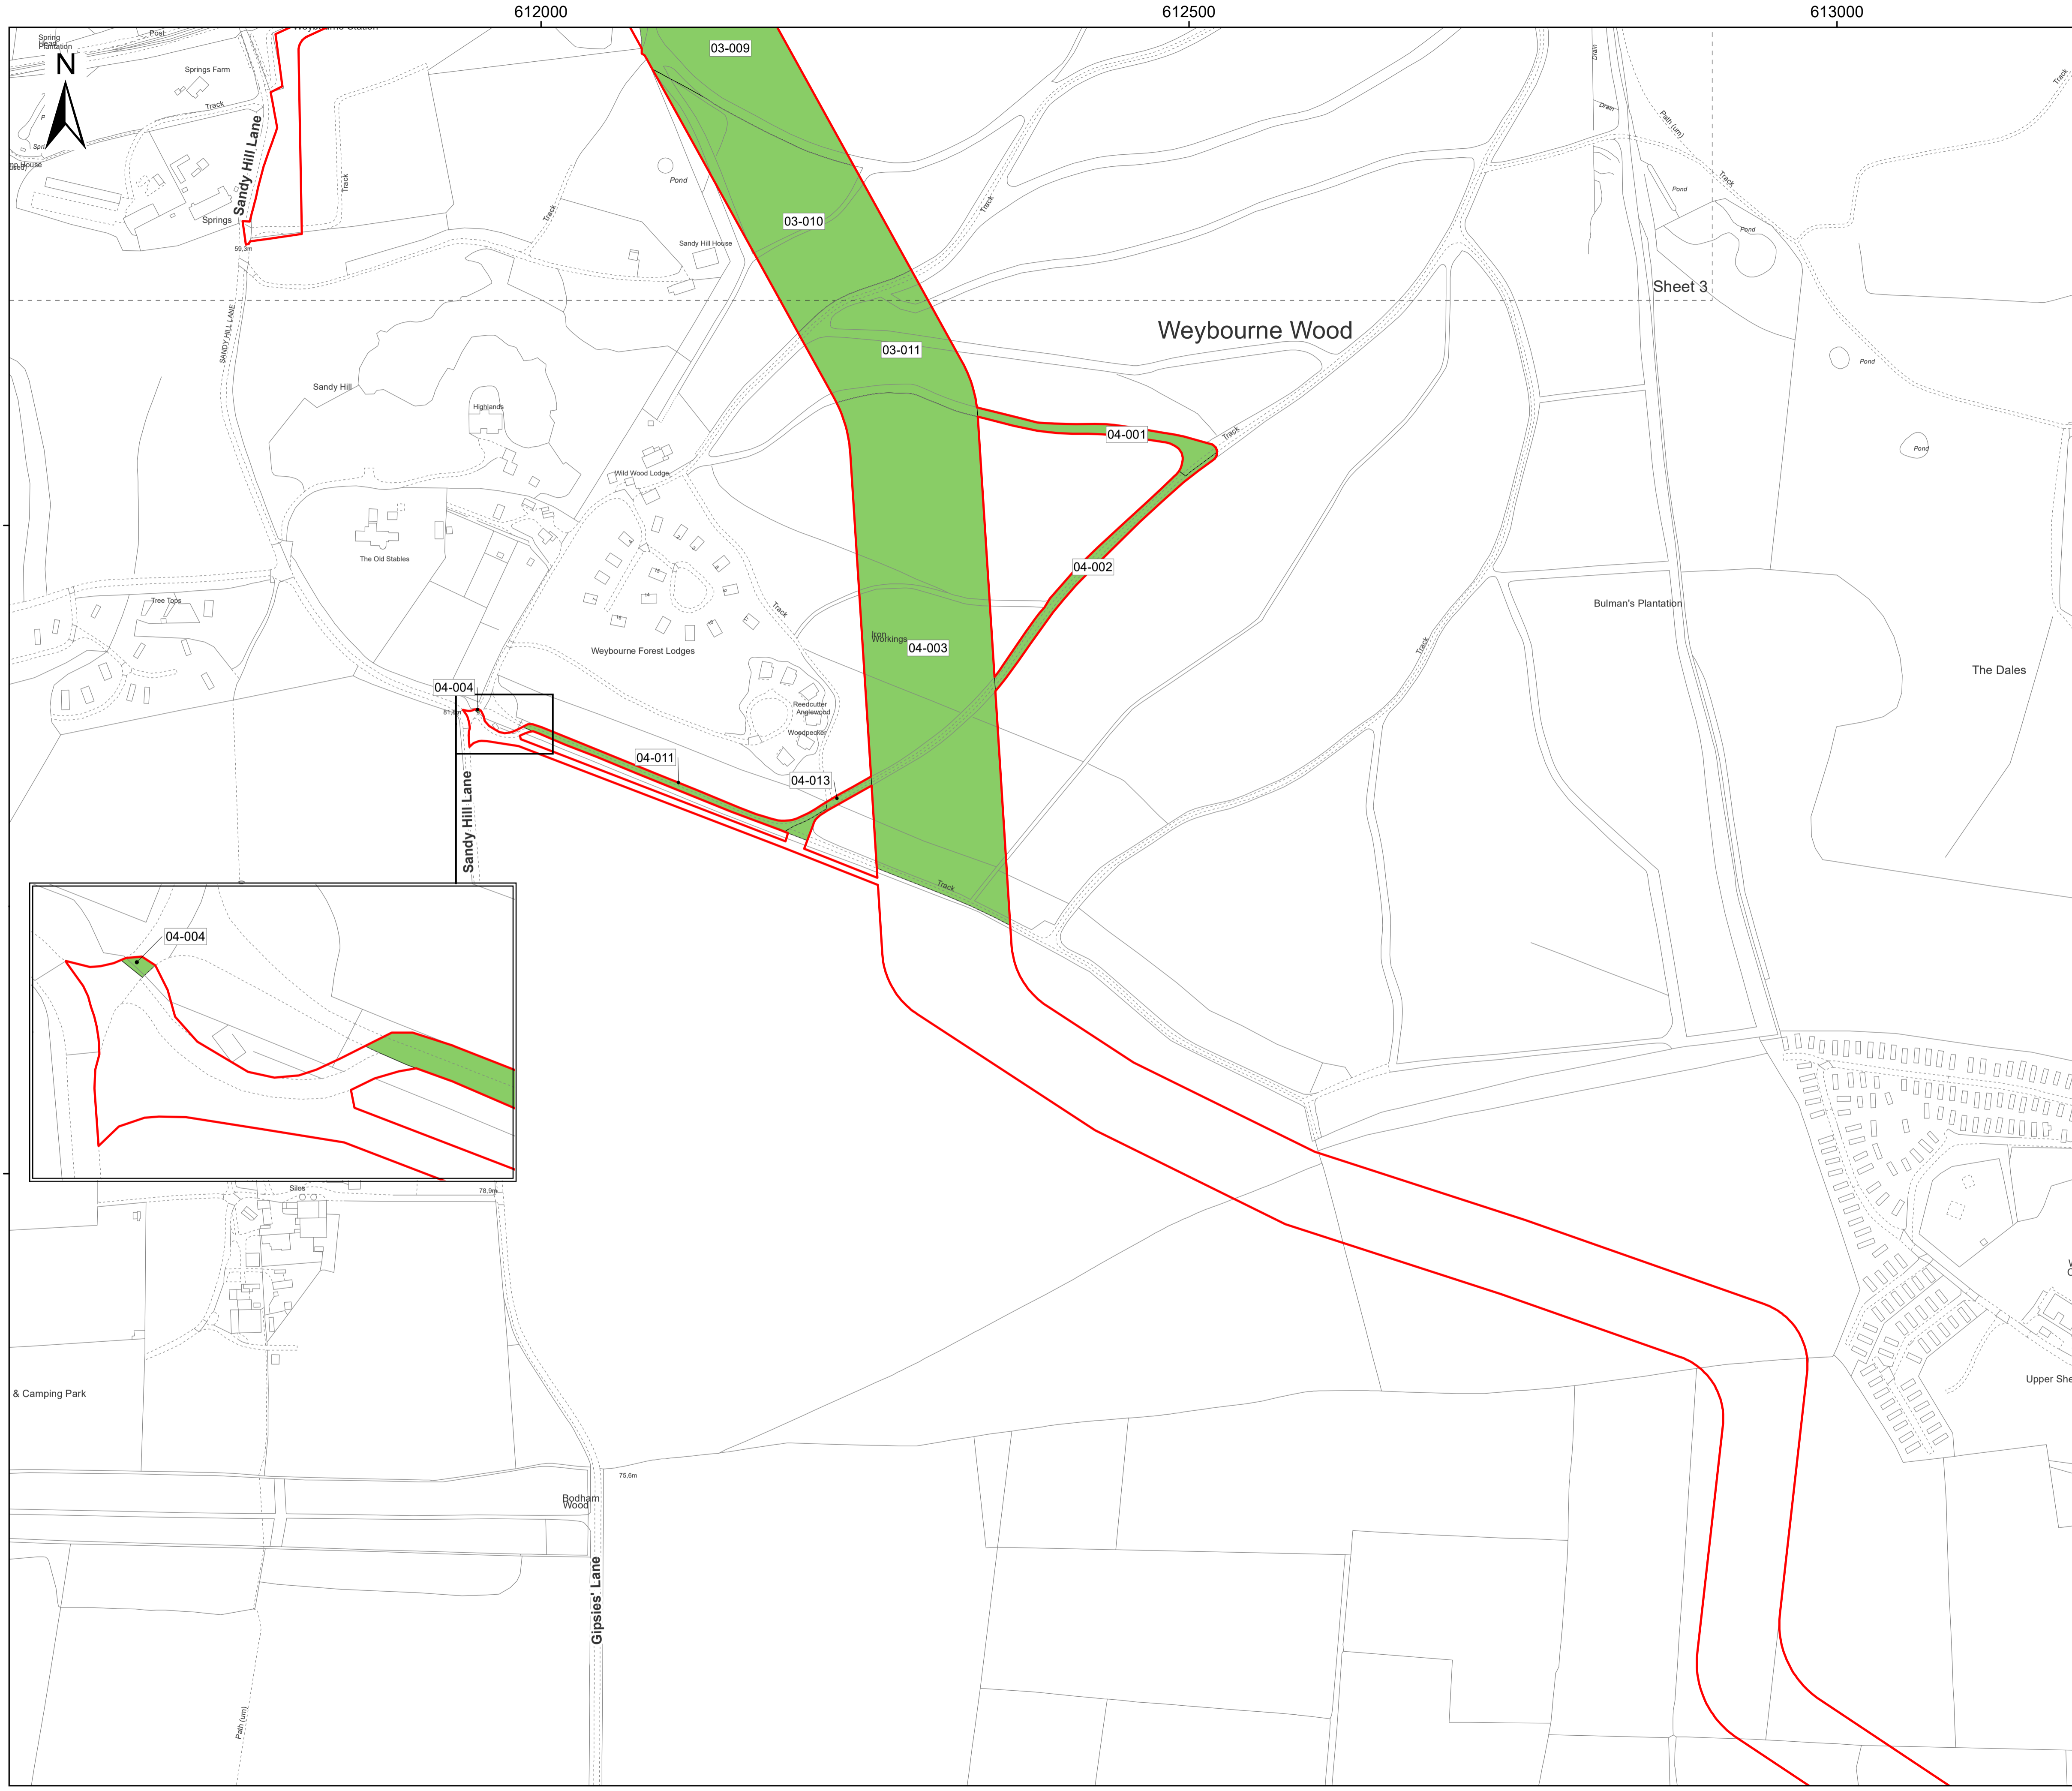 612000
612500
613000
Spring
Head
Plantation
Post
Weybourne Station
03-009
N
Springs Farm
Track
Track
Drain
Drain
Path (um)
Track
Sandy Hill Lane
Track
Pond
Pond
Track
Springs
Track
03-010
Track
Pond
59.3m
Sandy Hill House
Sheet 3
SANDY HILL LANE
Weybourne Wood
03-011
Pond
Sandy Hill
Highlands
04-001
Track
Pond
Wild Wood Lodge
The Old Stables
04-002
Tree Tops
Track
Bulman's Plantation
Iron
Workings
04-003
Track
Weybourne Forest Lodges
The Dales
04-004
Reedcutter
Anglewood
Woodpecker
04-011
04-013
Sandy Hill Lane
Track
04-004
Silos
78.9m
& Camping Park
Upper She
75.6m
Bodham
Wood
Gipsies' Lane
Path (um)